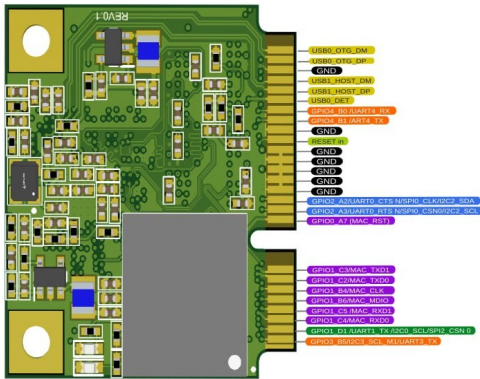 REV0.1
USB0_OTG_DM
USB0_OTG_DP
GND
USB1_HOST_DM
USB1_HOST_DP
USB0_DET
GPIO4_B0 /UART4_RX
GPIO4_B1 /ART4_TX
GND
RESET in
GND
GND
GND
GND
GND
GPIO2_A2/UART0_CTS N/SPI0_CLK/I2C2_SDA
GPIO2_A3/UART0_RTS N/SPI0_CSN0/I2C2_SCL
GPIO0_A7 (MAC_RST)
GPIO1_C3/MAC_TXD1
GPIO1_C2/MAC_TXD0
GPIO1_B4/MAC_CLK
GPIO1_B6/MAC_MDIO
GPIO1_C5 /MAC_RXD1
GPIO1_C4/MAC_RXD0
GPIO1_D1 /UART1_TX /I2C0_SCL/SPI2_CSN 0
GPIO3_B5/I2C3_SCL_M1/UART3_TX